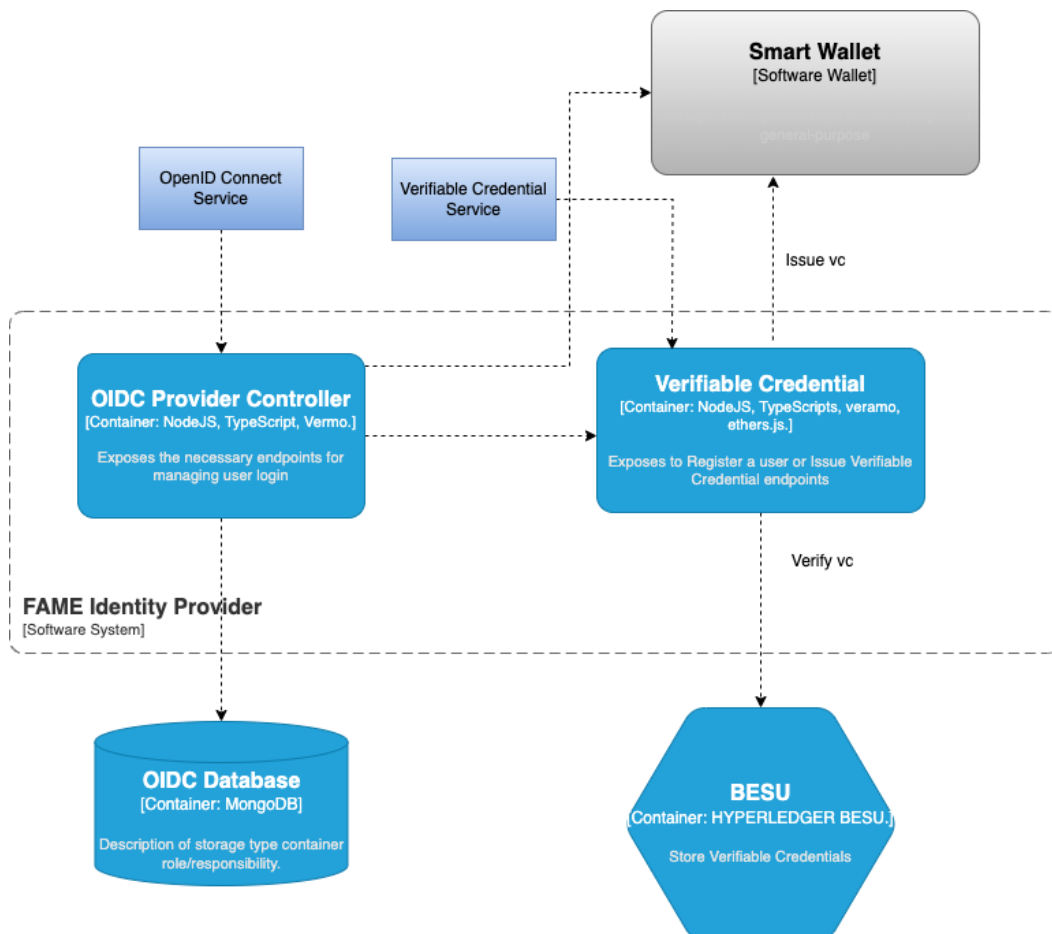 Smart Wallet
[Software Wallet]
general-purpose
OpenID Connect
Service
Verifiable Credential
Service
Issue vc
OIDC Provider Controller
[Container: NodeJS, TypeScript, Vermo.]
Exposes the necessary endpoints for
managing user login
Verifiable Credential
[Container: NodeJS, TypeScripts, veramo,
ethers.js.]
Exposes to Register a user or Issue Verifiable
Credential endpoints
Verify vc
FAME Identity Provider
[Software System]
OIDC Database
[Container: MongoDB]
Description of storage type container
role/responsibility.
BESU
[Container: HYPERLEDGER BESU.]
Store Verifiable Credentials